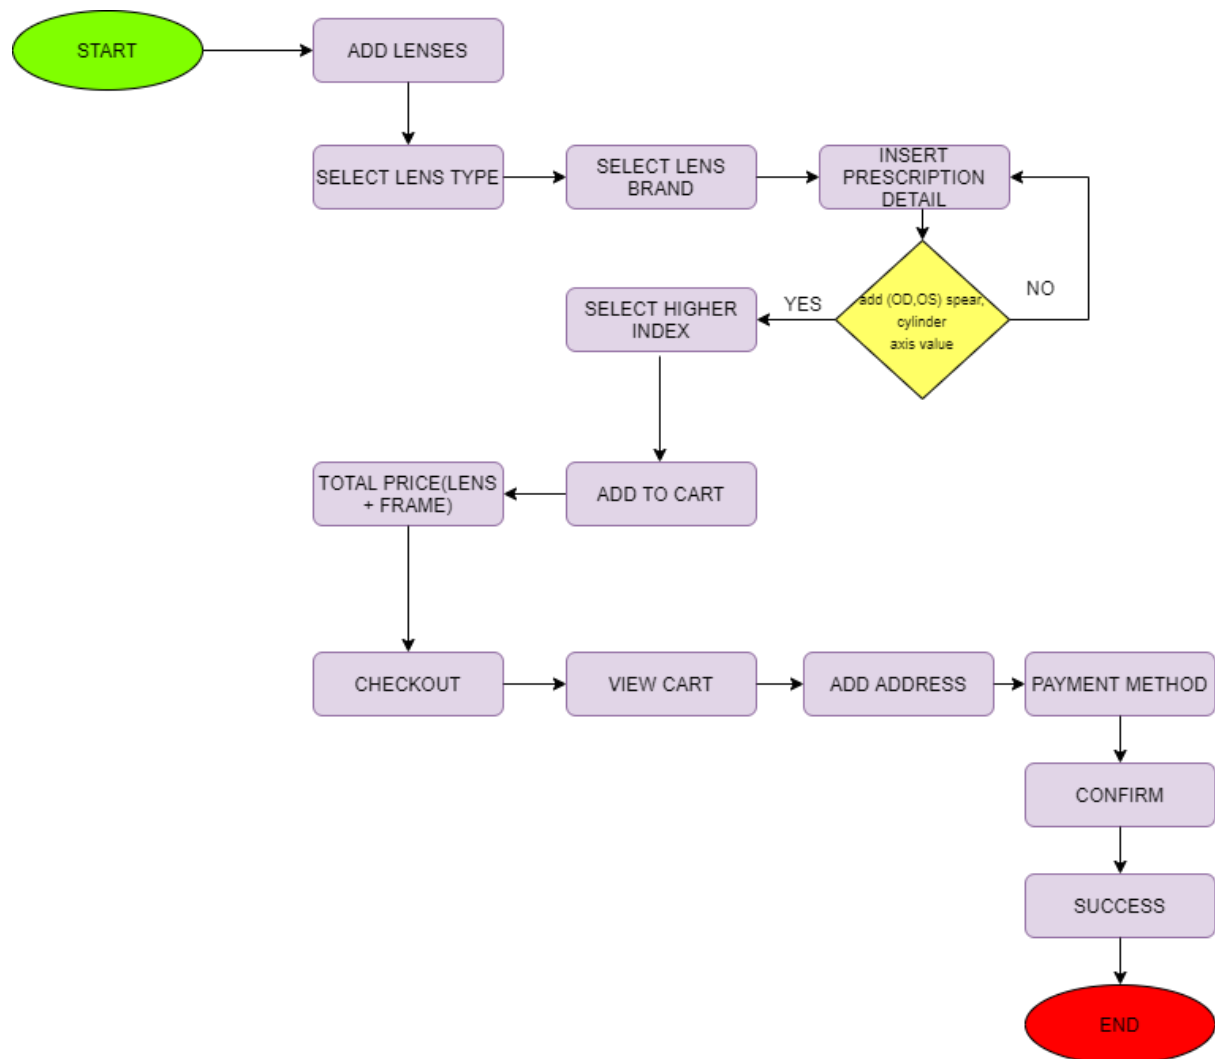 START
ADD LENSES
SELECT LENS TYPE
SELECT LENS
BRAND
INSERT
PRESCRIPTION
DETAIL
add (OD,OS) spear,
cylinder
axis value
YES
NO
SELECT HIGHER
INDEX
ADD TO CART
TOTAL PRICE(LENS
+ FRAME)
CHECKOUT
VIEW CART
ADD ADDRESS
PAYMENT METHOD
CONFIRM
SUCCESS
END